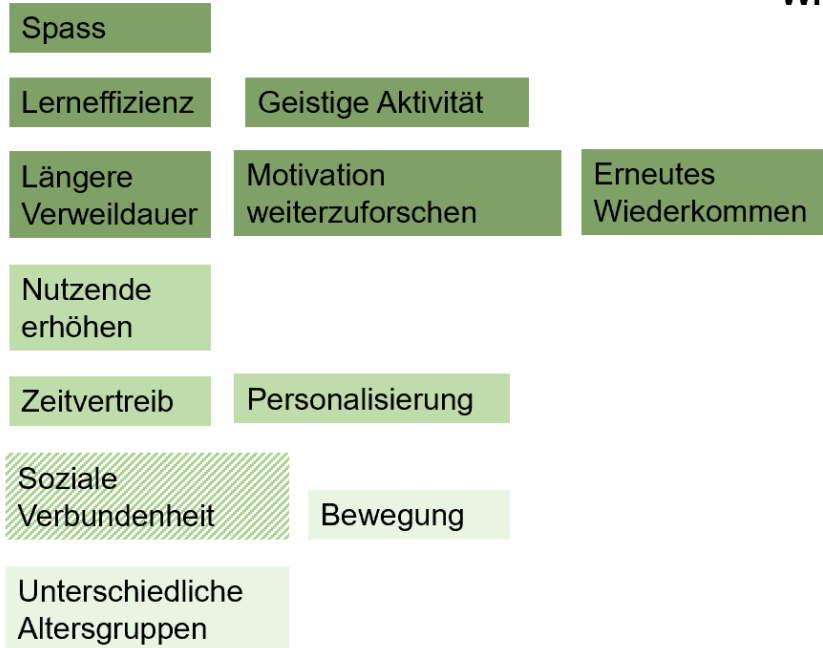 Spass
Lerneffizienz
Geistige Aktivität
Längere
Verweildauer
Motivation
weiterzuforschen
Erneutes
Wiederkommen
Nutzende
erhöhen
Zeitvertreib
Personalisierung
Soziale
Verbundenheit
Bewegung
Unterschiedliche
Altersgruppen